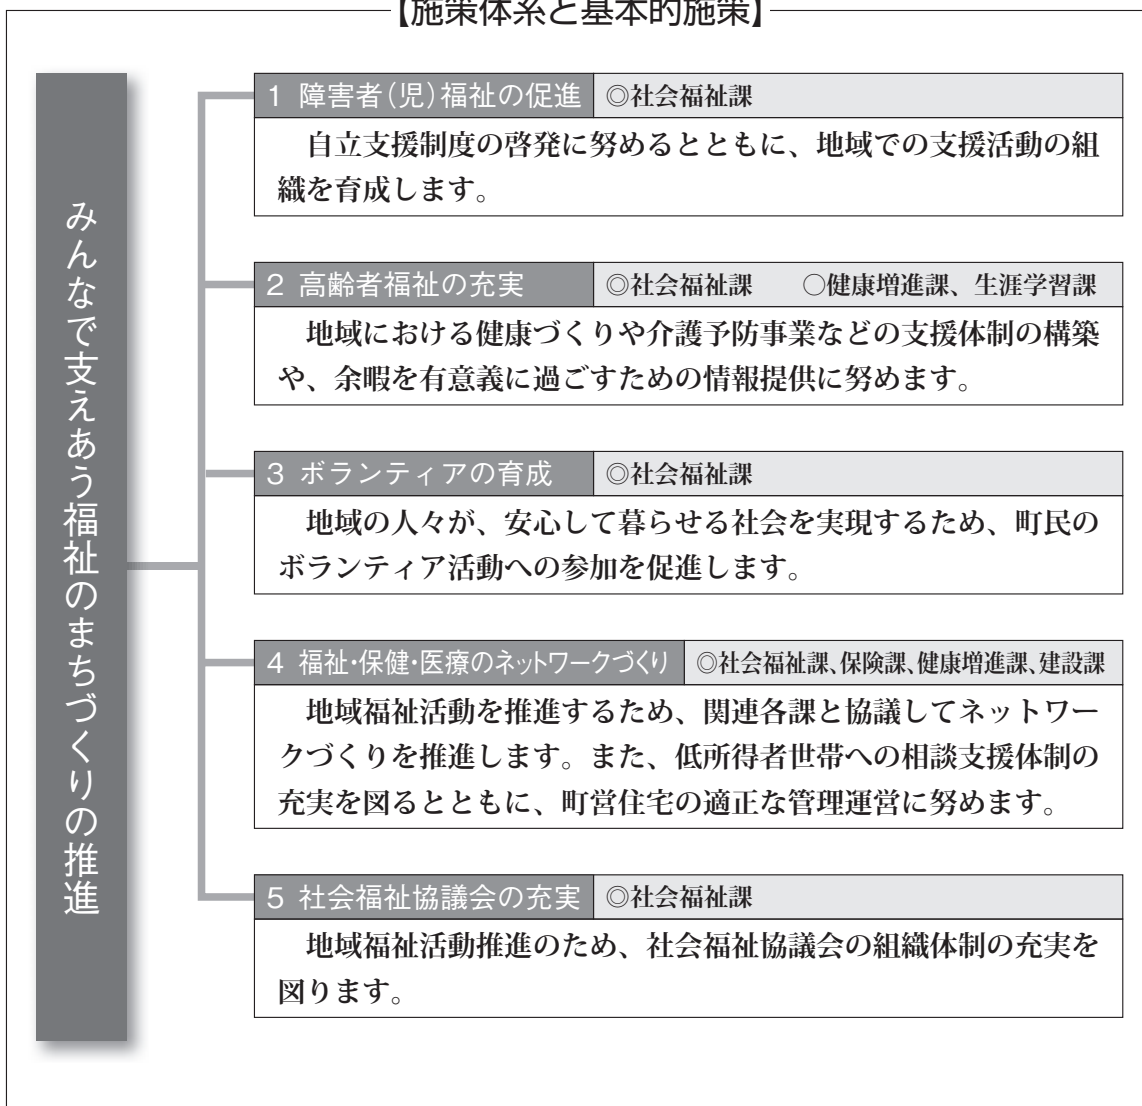 【施策体系と基本的施策】
みんなで支えあう福祉のまちづくりの推進
1 障害者(児)福祉の促進 ◎社会福祉課
自立支援制度の啓発に努めるとともに、地域での支援活動の組
織を育成します。
2 高齢者福祉の充実 ◎社会福祉課 ○健康増進課、生涯学習課
地域における健康づくりや介護予防事業などの支援体制の構築
や、余暇を有意義に過ごすための情報提供に努めます。
3 ボランティアの育成 ◎社会福祉課
地域の人々が、安心して暮らせる社会を実現するため、町民の
ボランティア活動への参加を促進します。
4 福祉・保健・医療のネットワークづくり ◎社会福祉課、保険課、健康増進課、建設課
地域福祉活動を推進するため、関連各課と協議してネットワー
クづくりを推進します。また、低所得者世帯への相談支援体制の
充実を図るとともに、町営住宅の適正な管理運営に努めます。
5 社会福祉協議会の充実 ◎社会福祉課
地域福祉活動推進のため、社会福祉協議会の組織体制の充実を
図ります。